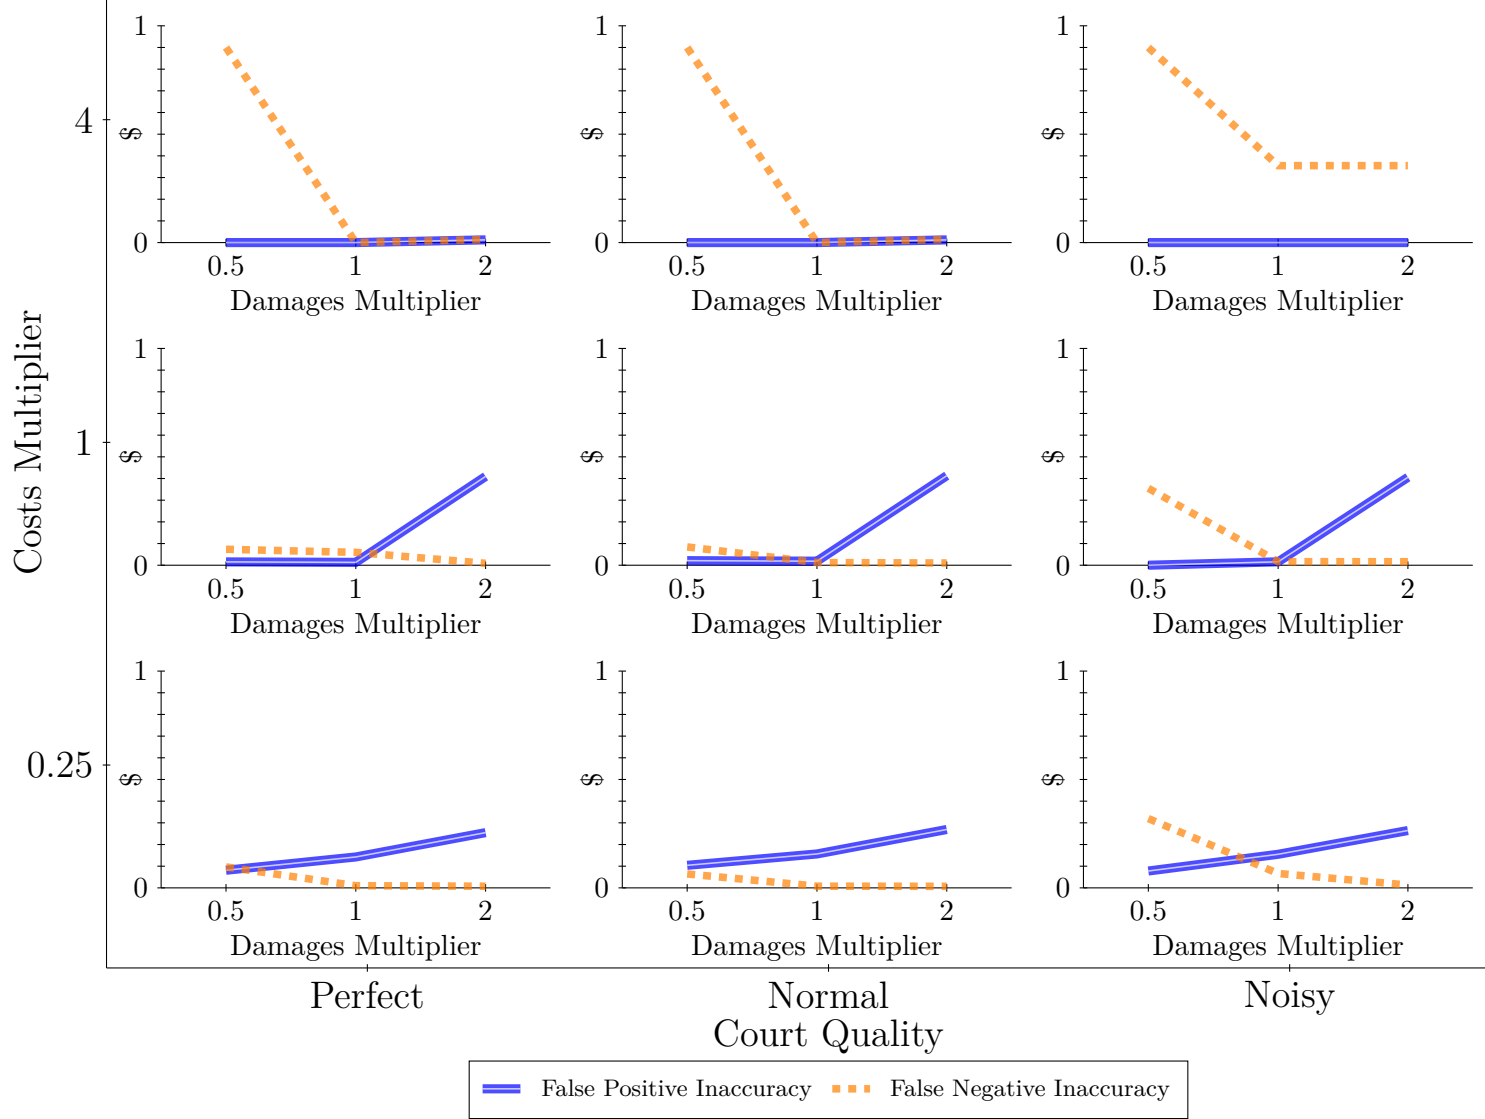 Costs Multiplier
4
1
$
0
0.5 1 2
Damages Multiplier
1
$
0
0.5 1 2
Damages Multiplier
1
$
0
0.5 1 2
Damages Multiplier
1
1
$
0
0.5 1 2
Damages Multiplier
1
$
0
0.5 1 2
Damages Multiplier
1
$
0
0.5 1 2
Damages Multiplier
0.25
1
$
0
0.5 1 2
Damages Multiplier
1
$
0
0.5 1 2
Damages Multiplier
1
$
0
0.5 1 2
Damages Multiplier
Perfect Normal Noisy
Court Quality
False Positive Inaccuracy False Negative Inaccuracy